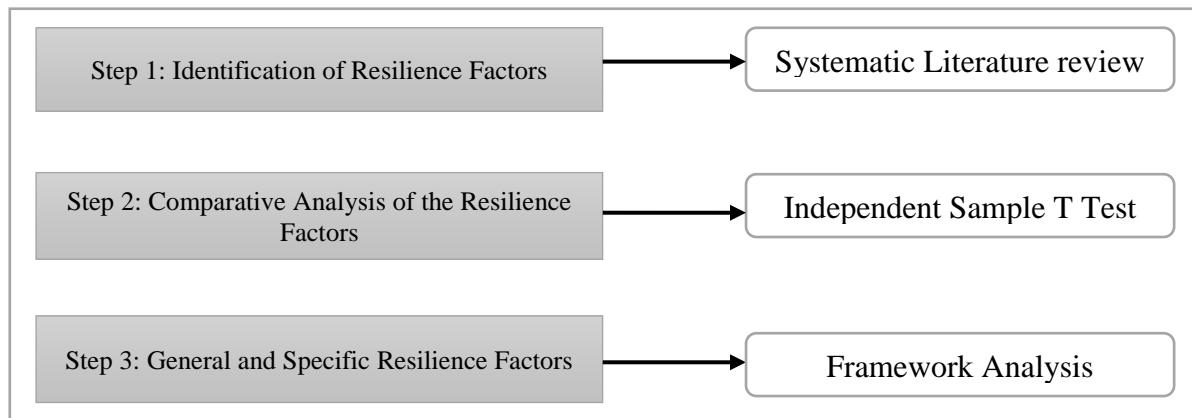 Step 1: Identification of Resilience Factors
Systematic Literature review
Step 2: Comparative Analysis of the Resilience
Factors
Independent Sample T Test
Step 3: General and Specific Resilience Factors
Framework Analysis